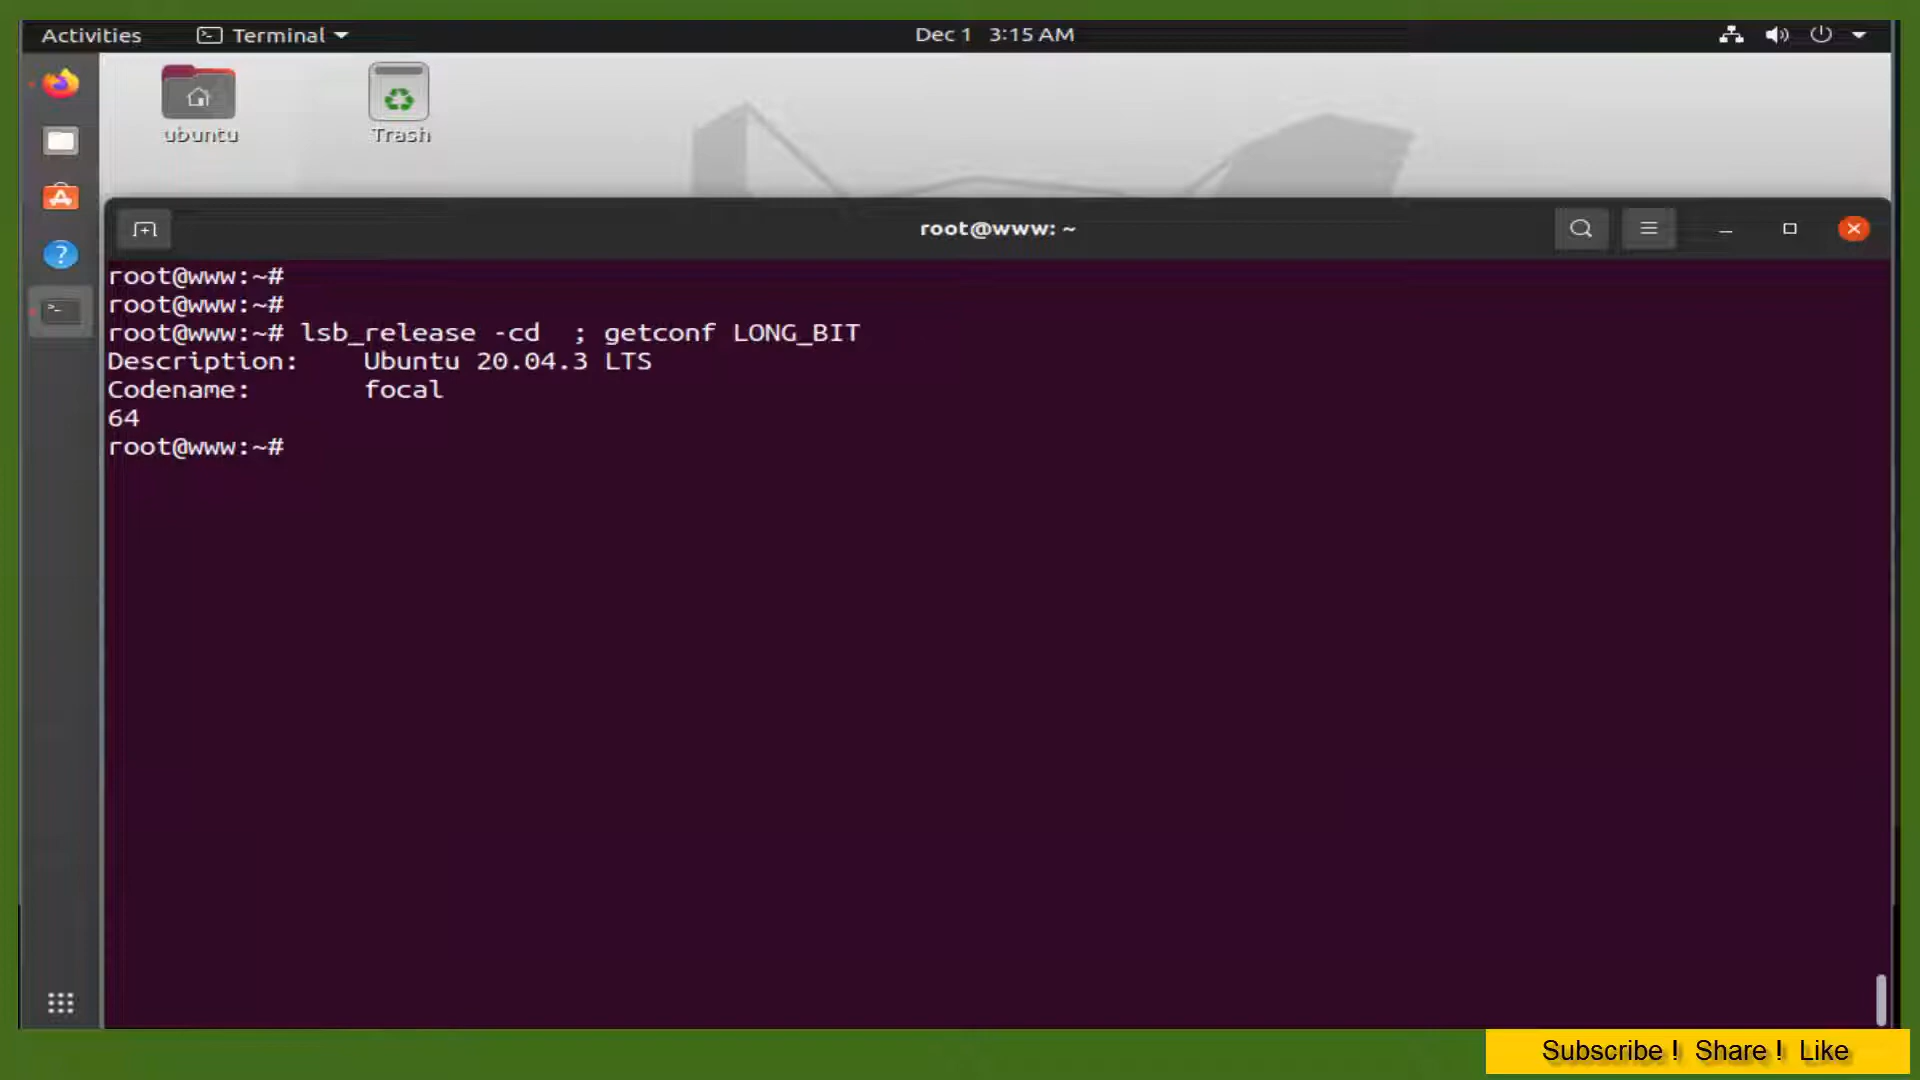 Activities Terminal Dec 1 3:15 AM
ubuntu Trash
root@www: ~
root@www:~#
root@www:~#
root@www:~# lsb_release -cd  ; getconf LONG_BIT
Description:    Ubuntu 20.04.3 LTS
Codename:       focal
64
root@www:~#
Subscribe ! Share ! Like